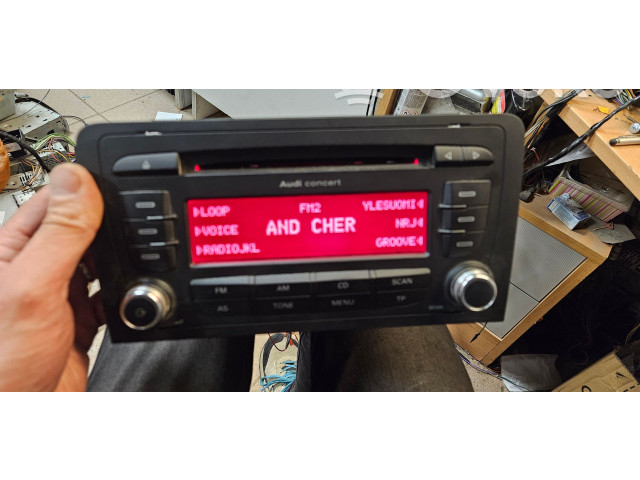 Audi concert
LOOP FM2 YLESUOMI
VOICE AND CHER NRJ
RADIOJKL GROOVE
FM AM CD SCAN
AS TONE MENU TP